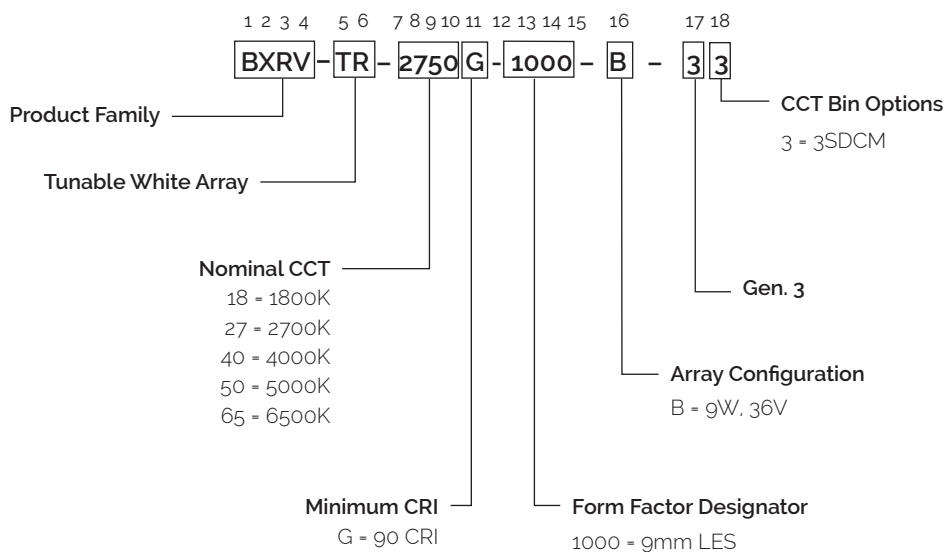 1 2 3 4 5 6 7 8 9 10 11 12 13 14 15 16 17 18
BXRV – TR – 2750 G - 1000 – B – 3 3
CCT Bin Options
3 = 3SDCM
Product Family
Tunable White Array
Nominal CCT
18 = 1800K
27 = 2700K
40 = 4000K
50 = 5000K
65 = 6500K
Gen. 3
Array Configuration
B = 9W, 36V
Minimum CRI
G = 90 CRI
Form Factor Designator
1000 = 9mm LES